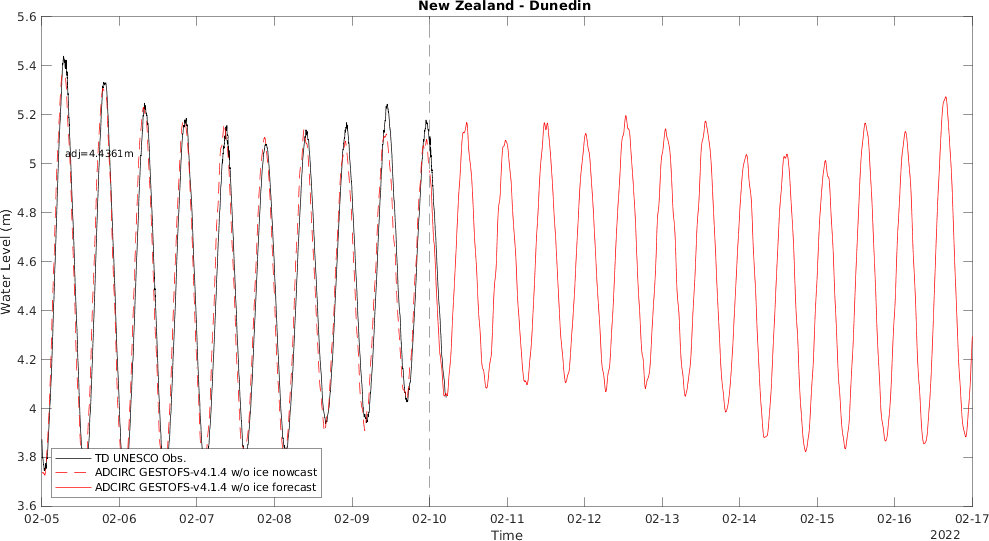 New Zealand - Dunedin
5.6
5.4
5.2
5
4.8
4.6
4.4
4.2
4
3.8
3.6
Water Level (m)
adj=4.4361m
TD UNESCO Obs.
ADCIRC GESTOFS-v4.1.4 w/o ice nowcast
ADCIRC GESTOFS-v4.1.4 w/o ice forecast
02-05 02-06 02-07 02-08 02-09 02-10 02-11 02-12 02-13 02-14 02-15 02-16 02-17
Time
2022